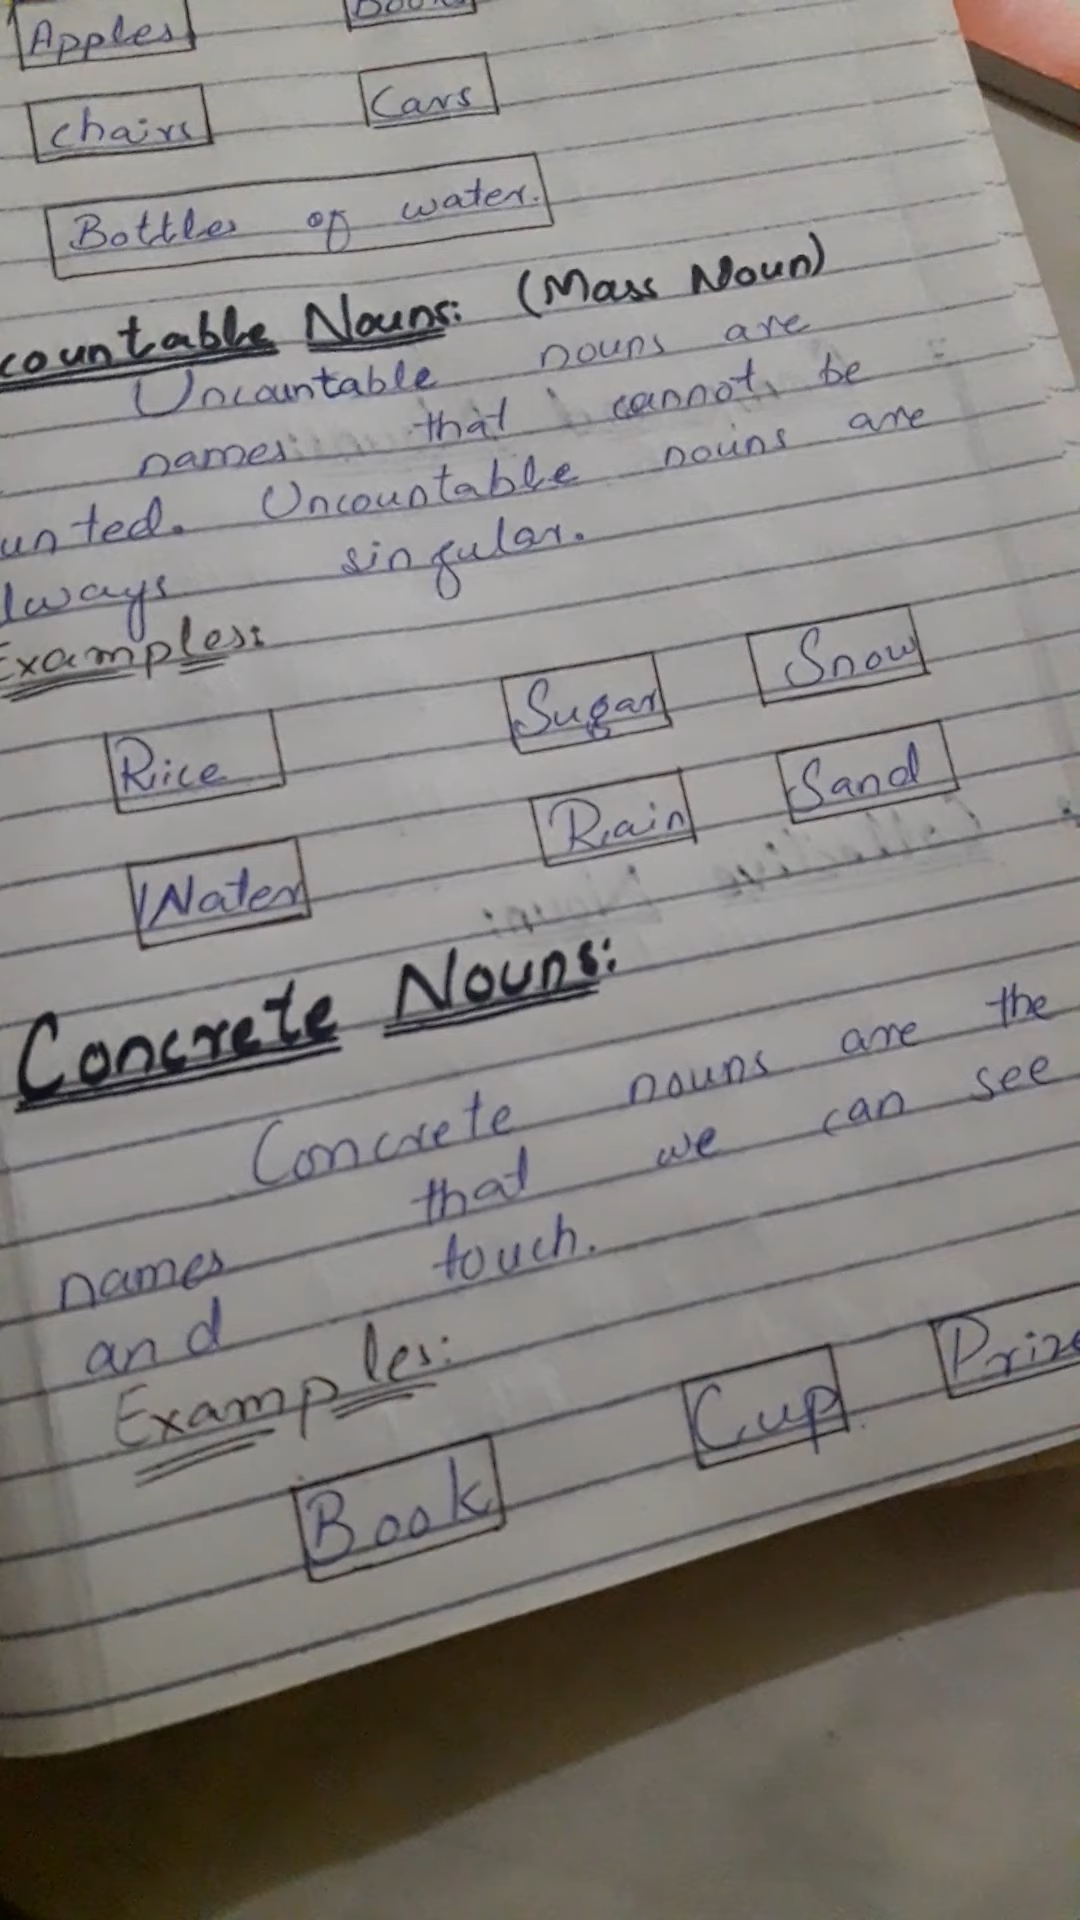 Apples Book
chairs Cars
Bottles of water.
countable Nouns: (Mass Noun)
Uncountable nouns are
names that cannot be
unted. Uncountable nouns are
lways singular.
Examples:
Rice Sugar Snow
Water Rain Sand
Concrete Nouns:
Concrete nouns are the
names that we can see
and touch.
Examples:
Book Cup Prize